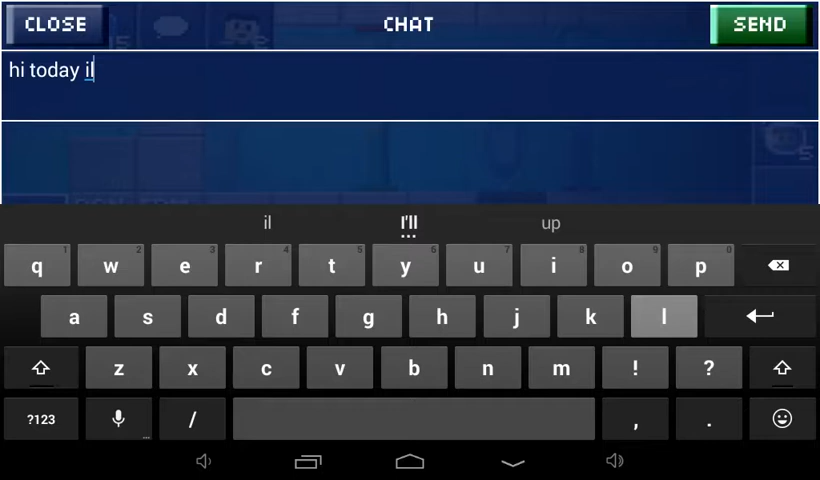 CLOSE CHAT SEND
hi today il
il I'll up
q 1 w 2 e 3 r 4 t 5 y 6 u 7 i 8 o 9 p 0
a s d f g h j k l
z x c v b n m ! ?
?123 / , .